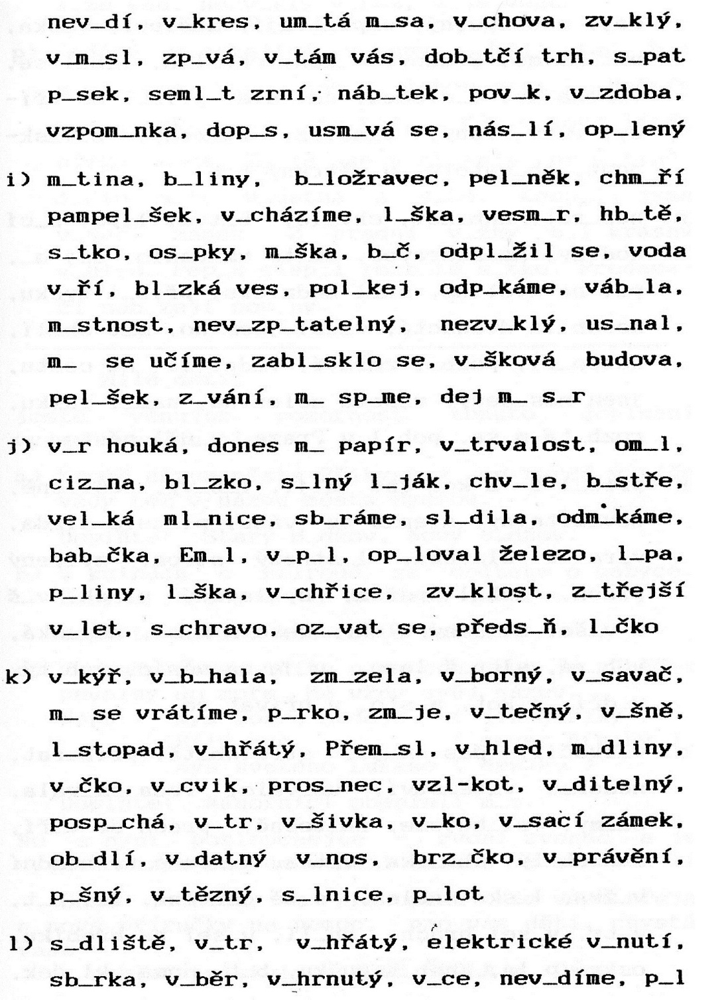 nev_dí, v_kres, um_tá m_sa, v_chova, zv_klý,
v_m_sl, zp_vá, v_tám vás, dob_tčí trh, s_pat
p_sek, seml_t zrní, náb_tek, pov_k, v_zdoba,
vzpom_nka, dop_s, usm_vá se, nás_lí, op_lený
i) m_tina, b_liny, b_ložravec, pel_něk, chm_ří
pampel_šek, v_cházíme, l_ška, vesm_r, hb_tě,
s_tko, os_pky, m_ška, b_č, odpl_žil se, voda
v_ří, bl_zká ves, pol_kej, odp_káme, váb_la,
m_stnost, nev_zp_tatelný, nezv_klý, us_nal,
m_ se učíme, zabl_sklo se, v_šková budova,
pel_šek, z_vání, m_ sp_me, dej m_ s_r
j) v_r houká, dones m_ papír, v_trvalost, om_l,
ciz_na, bl_zko, s_lný l_ják, chv_le, b_stře,
vel_ká ml_nice, sb_ráme, sl_dila, odm_káme,
bab_čka, Em_l, v_p_l, op_loval železo, l_pa,
p_liny, l_ška, v_chřice, zv_klost, z_třejší
v_let, s_chravo, oz_vat se, předs_ň, l_čko
k) v_kýř, v_b_hala, zm_zela, v_borný, v_savač,
m_ se vrátíme, p_rko, zm_je, v_tečný, v_šně,
l_stopad, v_hřátý, Přem_sl, v_hled, m_dliny,
v_čko, v_cvik, pros_nec, vzl-kot, v_ditelný,
posp_chá, v_tr, v_šivka, v_ko, v_sací zámek,
ob_dlí, v_datný v_nos, brz_čko, v_právění,
p_šný, v_tězný, s_lnice, p_lot
l) s_dliště, v_tr, v_hřátý, elektrické v_nutí,
sb_rka, v_běr, v_hrnutý, v_ce, nev_díme, p_l